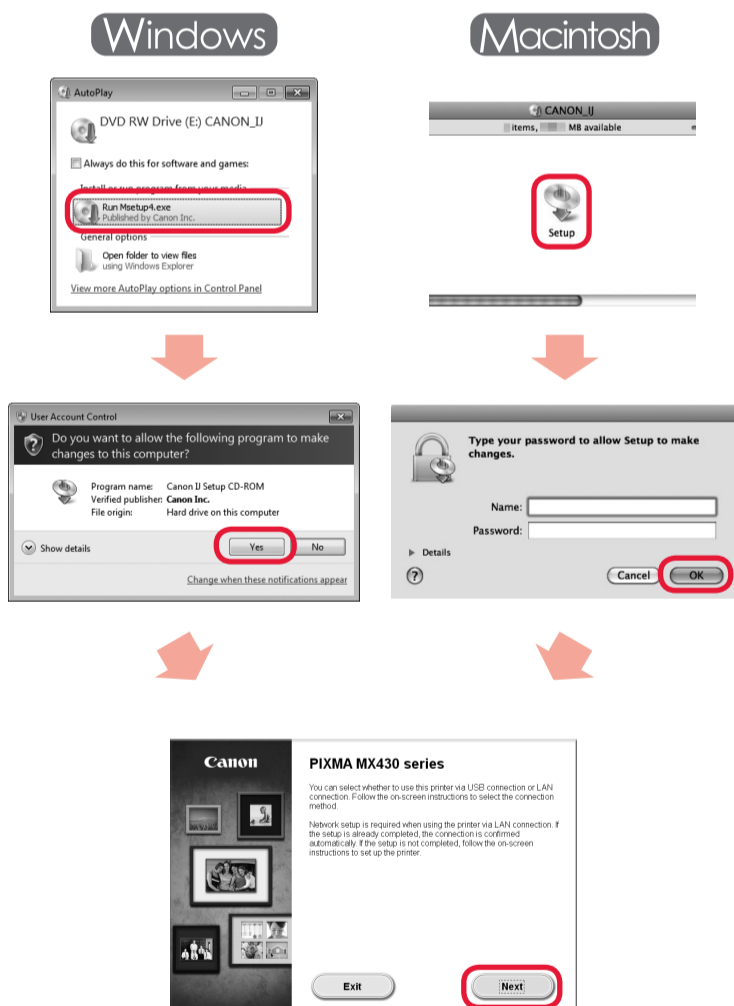 Windows
AutoPlay
DVD RW Drive (E:) CANON_IJ
Always do this for software and games:
Install or run program from your media
Run Msetup4.exe
Published by Canon Inc.
General options
Open folder to view files
using Windows Explorer
View more AutoPlay options in Control Panel
Macintosh
CANON_IJ
items, MB available
Setup
User Account Control
Do you want to allow the following program to make
changes to this computer?
Program name: Canon IJ Setup CD-ROM
Verified publisher: Canon Inc.
File origin: Hard drive on this computer
Show details
Yes
No
Change when these notifications appear
Type your password to allow Setup to make
changes.
Name:
Password:
Details
?
Cancel
OK
Canon
PIXMA MX430 series
You can select whether to use this printer via USB connection or LAN
connection. Follow the on-screen instructions to select the connection
method.
Network setup is required when using the printer via LAN connection. If
the setup is already completed, the connection is confirmed
automatically. If the setup is not completed, follow the on-screen
instructions to set up the printer.
Exit
Next